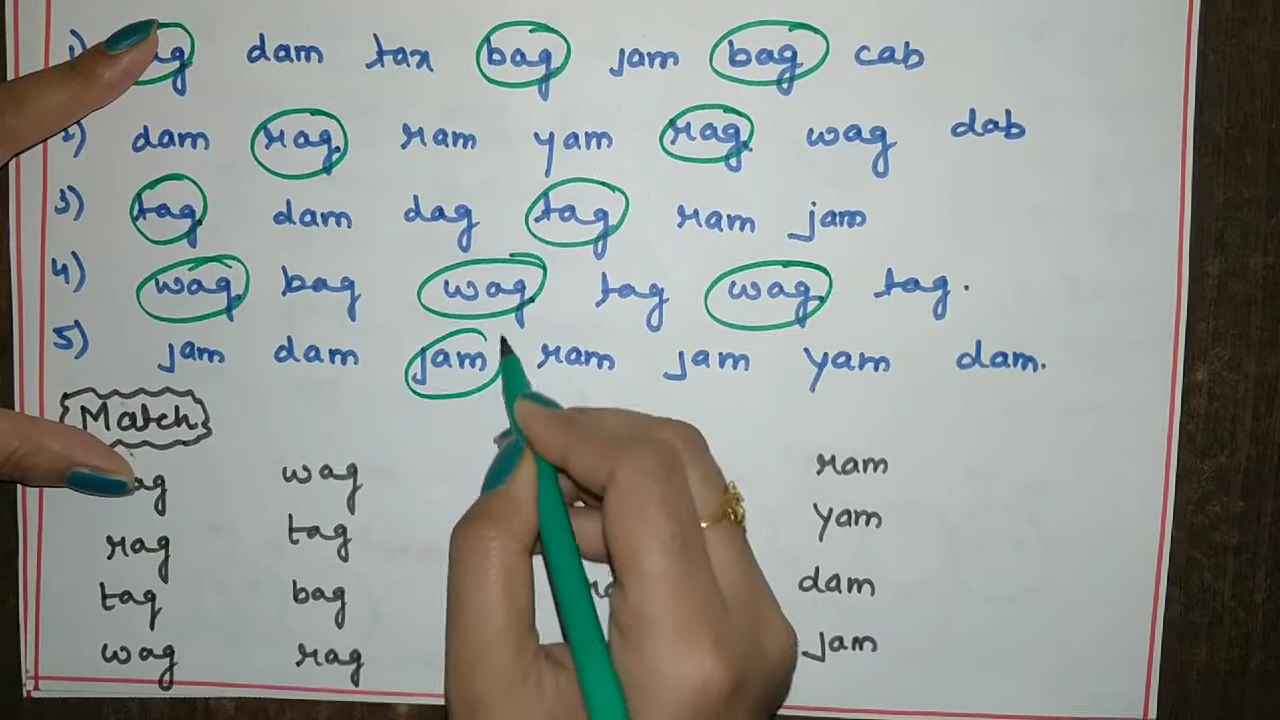 1) dam tax bag jam bag cab
2) dam rag ram yam rag wag dab
3) tag dam dag tag ram jam
4) wag bag wag tag wag tag.
5) jam dam jam ram jam yam dam.
Match
wag ram
rag tag yam
tag bag dam
wag rag jam